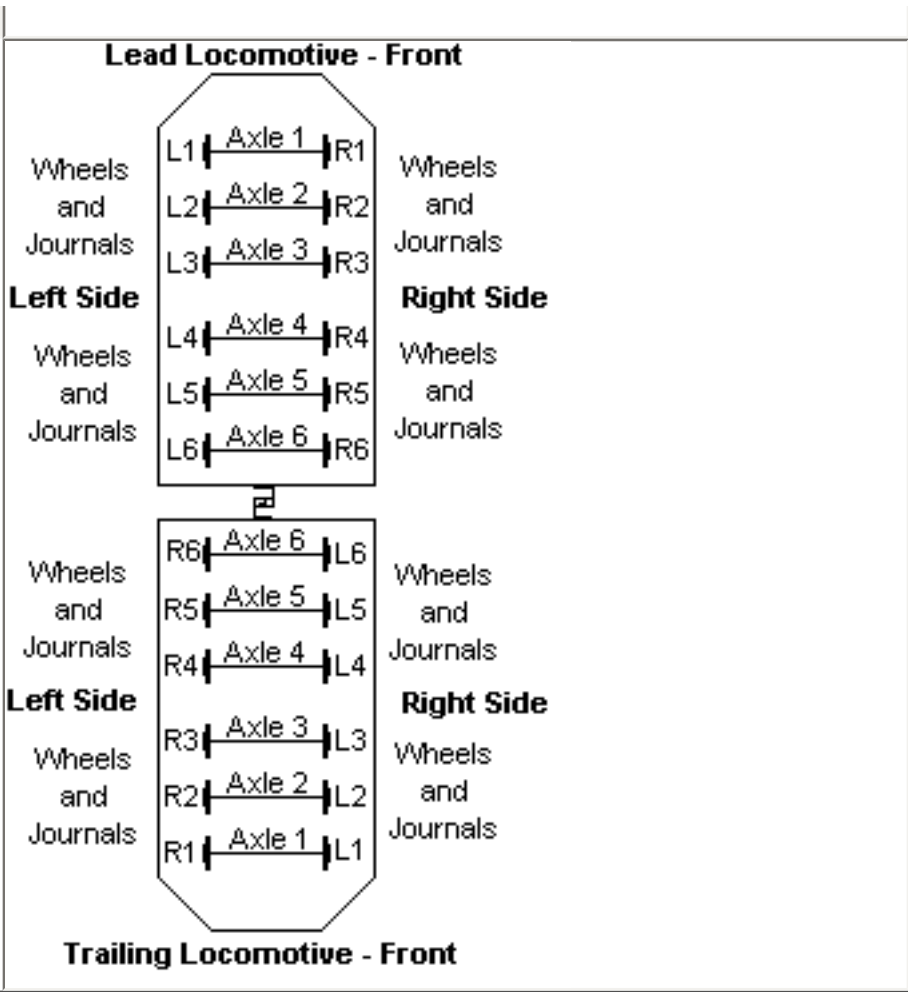 Lead Locomotive - Front
L1 Axle 1 R1
Wheels
and
Journals
Wheels
and
Journals
L2 Axle 2 R2
L3 Axle 3 R3
Left Side
Right Side
L4 Axle 4 R4
Wheels
and
Journals
Wheels
and
Journals
L5 Axle 5 R5
L6 Axle 6 R6
R6 Axle 6 L6
Wheels
and
Journals
Wheels
and
Journals
R5 Axle 5 L5
R4 Axle 4 L4
Left Side
Right Side
R3 Axle 3 L3
Wheels
and
Journals
Wheels
and
Journals
R2 Axle 2 L2
R1 Axle 1 L1
Trailing Locomotive - Front